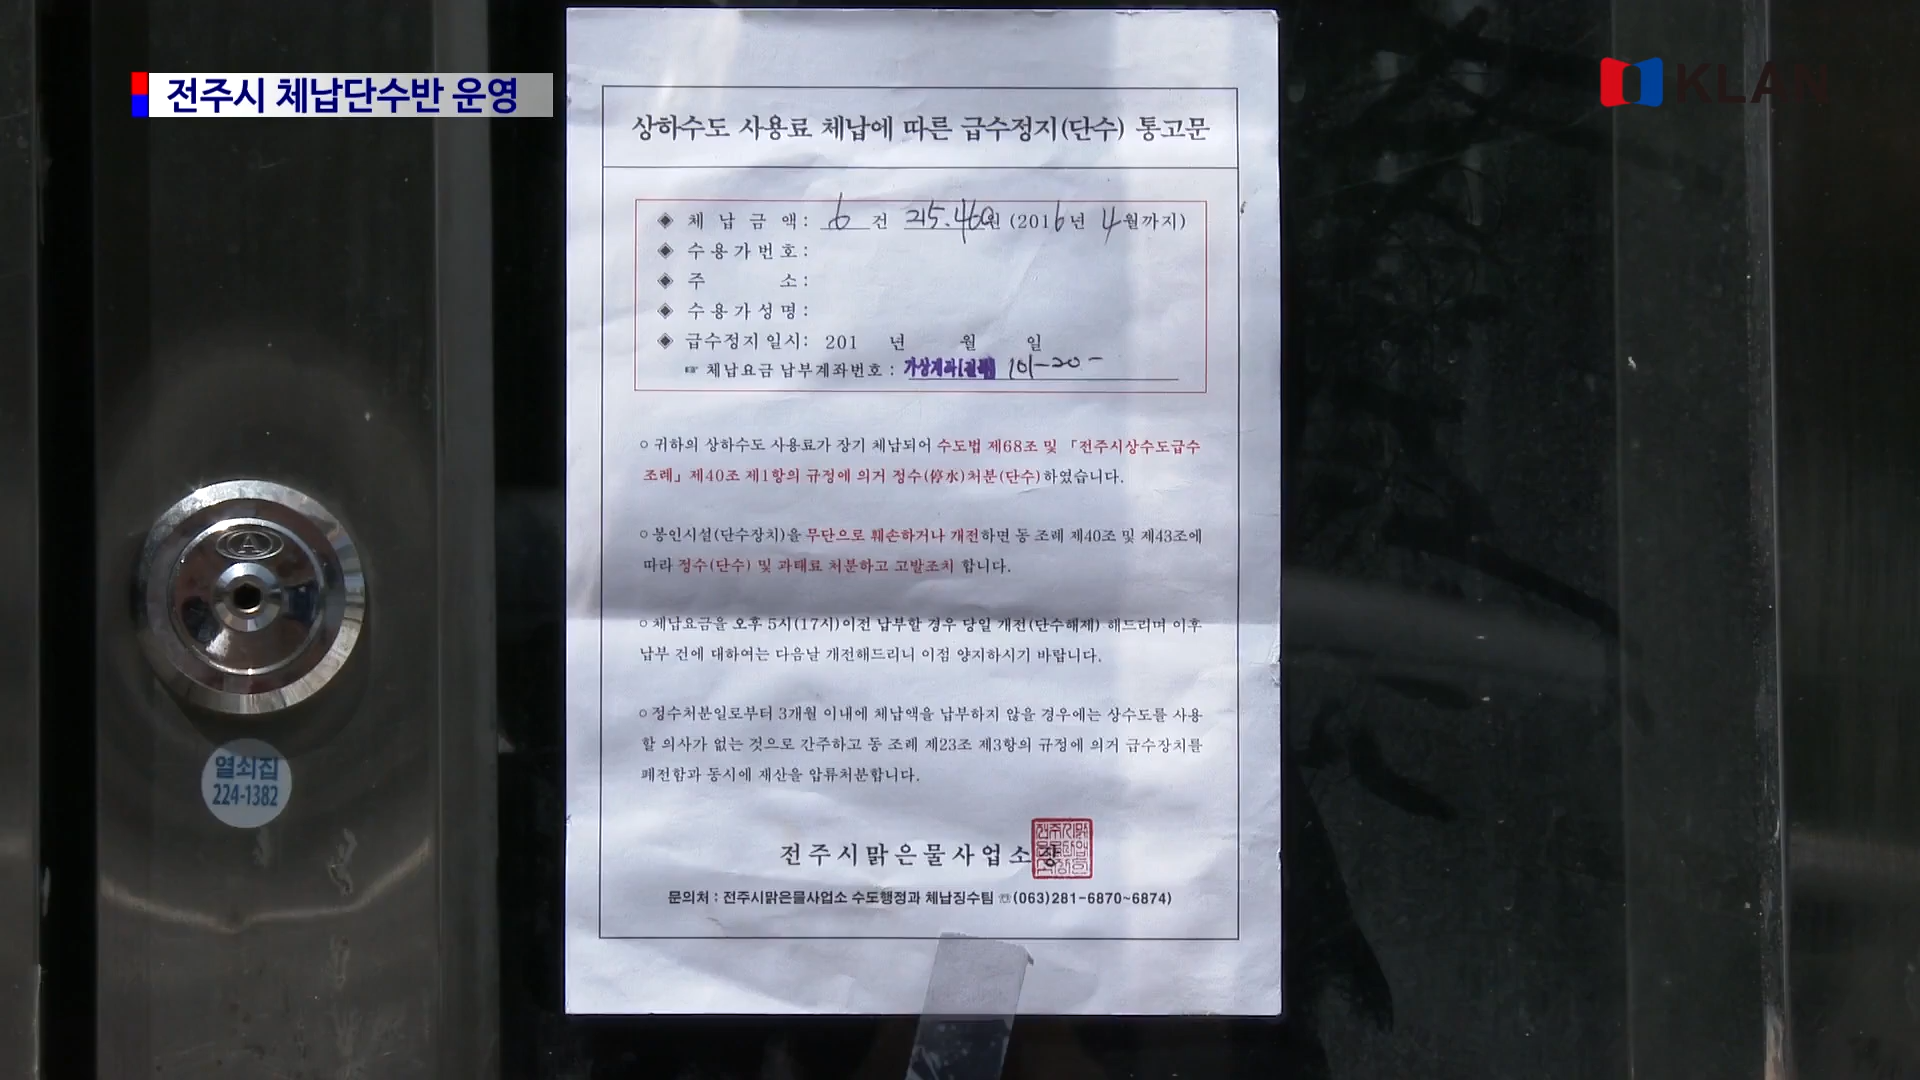 전주시 체납단수반 운영
KLAN
상하수도 사용료 체납에 따른 급수정지(단수) 통고문
◈ 체 납 금 액 : 6 건 215.460원 (2016년 4월까지)
◈ 수 용 가 번 호 :
◈ 주 소 :
◈ 수 용 가 성 명 :
◈ 급수정지 일시: 201 년 월 일
☞ 체납요금 납부계좌번호 : 가상계좌 101-20-
○ 귀하의 상하수도 사용료가 장기 체납되어 수도법 제68조 및 「전주시상수도급수
조례」 제40조 제1항의 규정에 의거 정수(停水)처분(단수)하였습니다.
○ 봉인시설(단수장치)을 무단으로 훼손하거나 개전하면 동 조례 제40조 및 제43조에
따라 정수(단수) 및 과태료 처분하고 고발조치 합니다.
○ 체납요금을 오후 5시(17시)이전 납부할 경우 당일 개전(단수해제) 해드리며 이후
납부 건에 대하여는 다음날 개전해드리니 이점 양지하시기 바랍니다.
○ 정수처분일로부터 3개월 이내에 체납액을 납부하지 않을 경우에는 상수도를 사용
할 의사가 없는 것으로 간주하고 동 조례 제23조 제3항의 규정에 의거 급수장치를
폐전함과 동시에 재산을 압류처분합니다.
전 주 시 맑 은 물 사 업 소 장
문의처 : 전주시맑은물사업소 수도행정과 체납징수팀 ☏(063)281-6870~6874)
열쇠집
224-1382